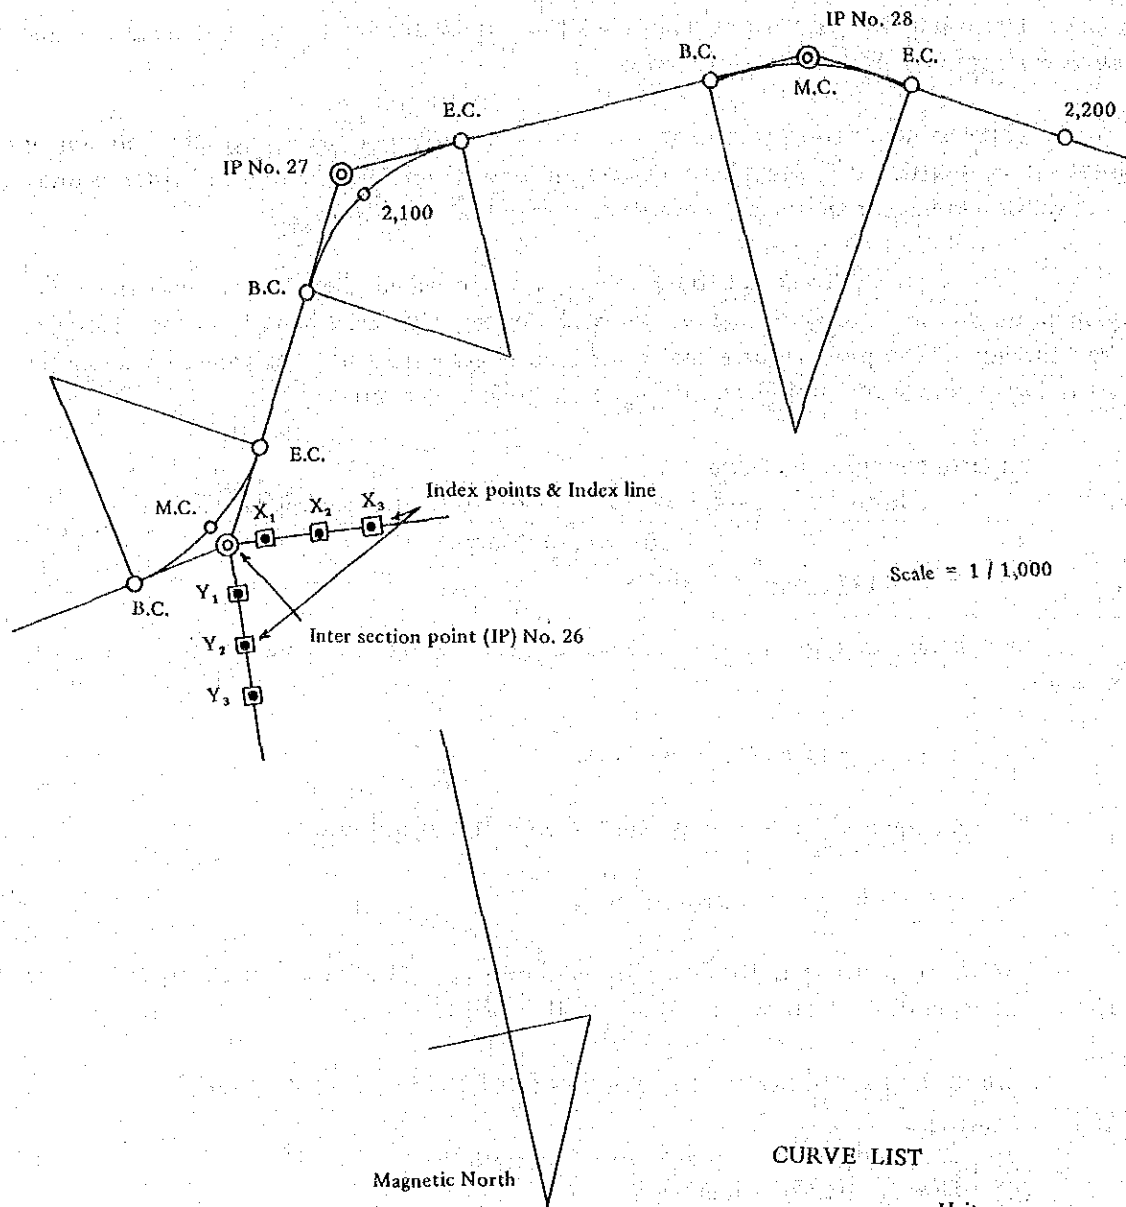 IP No. 28
B.C.
E.C.
M.C.
E.C.
2,200
IP No. 27
2,100
B.C.
E.C.
Index points & Index line
M.C.
X₁
X₂
X₃
Scale = 1 / 1,000
B.C.
Y₁
Inter section point (IP) No. 26
Y₂
Y₃
CURVE LIST
Magnetic North